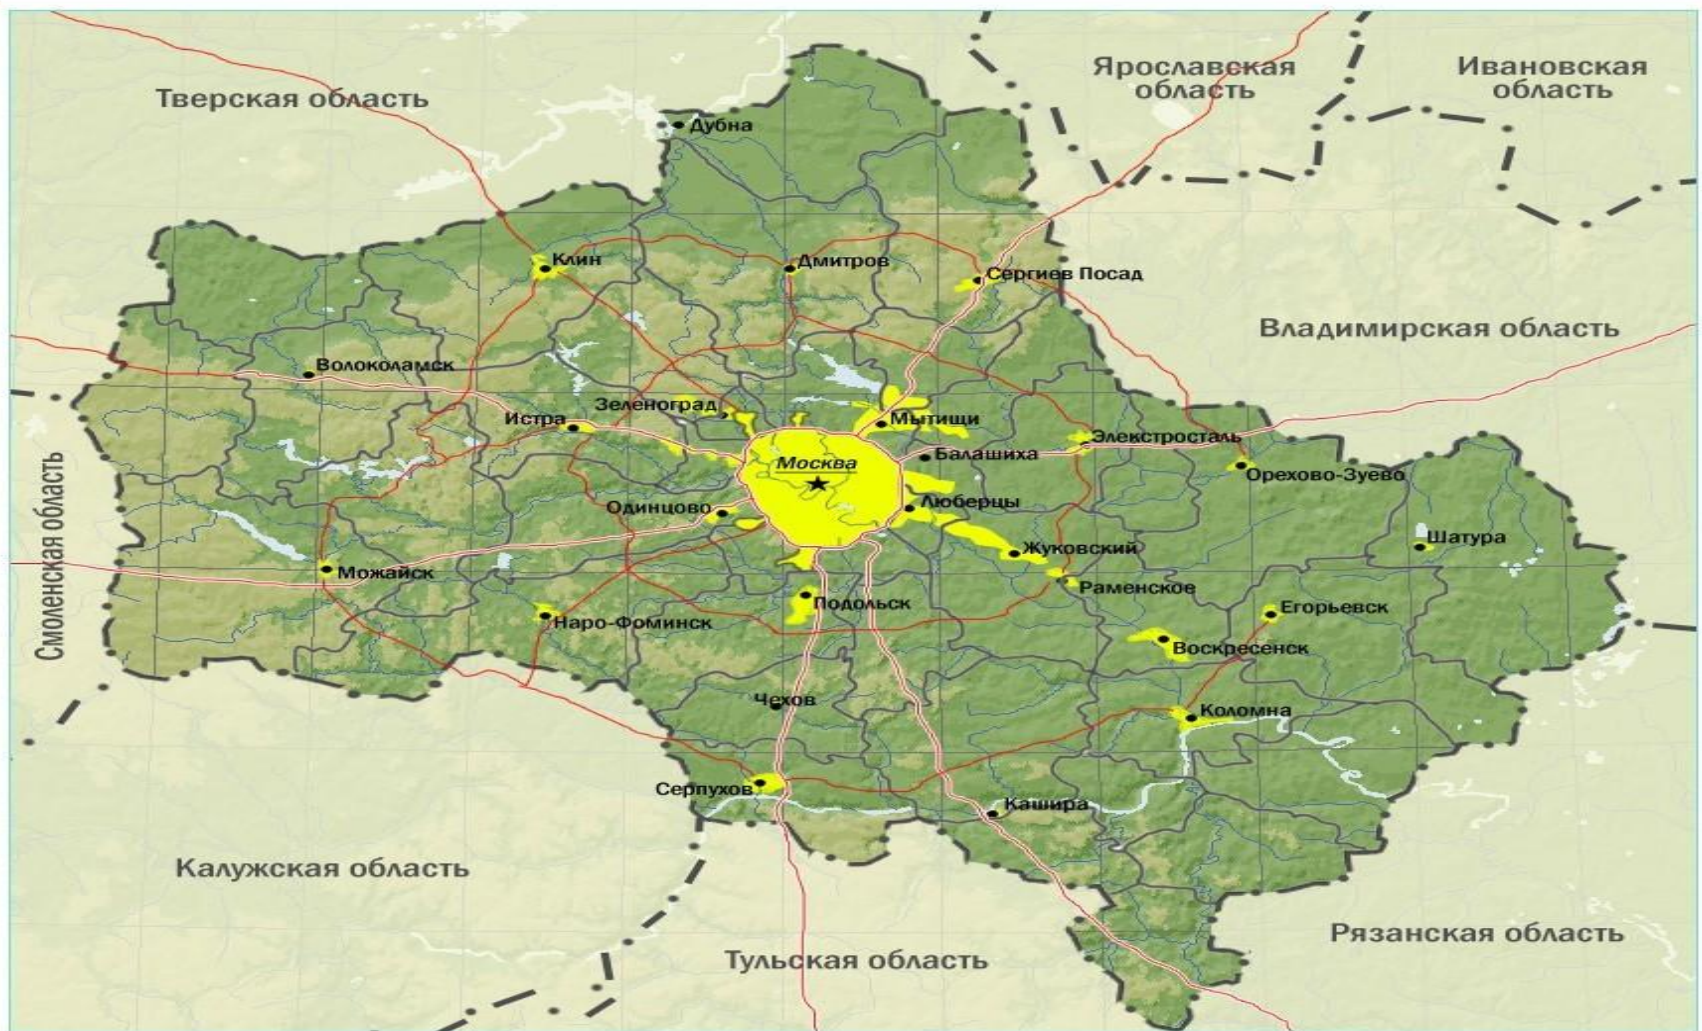 Ярославская
область
Ивановская
область
Тверская область
Дубна
Клин
Дмитров
Сергиев Посад
Владимирская область
Волоколамск
Зеленоград
Истра
Мытищи
Элекстросталь
Москва
Балашиха
Орехово-Зуево
Смоленская область
Одинцово
Люберцы
Шатура
Жуковский
Можайск
Раменское
Подольск
Егорьевск
Наро-Фоминск
Воскресенск
Чехов
Коломна
Серпухов
Кашира
Калужская область
Рязанская область
Тульская область